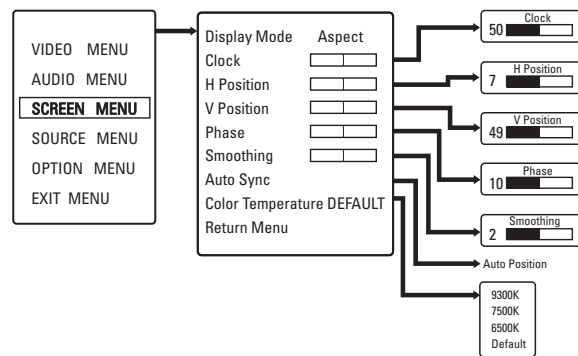 VIDEO MENU
AUDIO MENU
SCREEN MENU
SOURCE MENU
OPTION MENU
EXIT MENU
Display Mode Aspect
Clock
H Position
V Position
Phase
Smoothing
Auto Sync
Color Temperature DEFAULT
Return Menu
Clock
50
H Position
7
V Position
49
Phase
10
Smoothing
2
Auto Position
9300K
7500K
6500K
Default